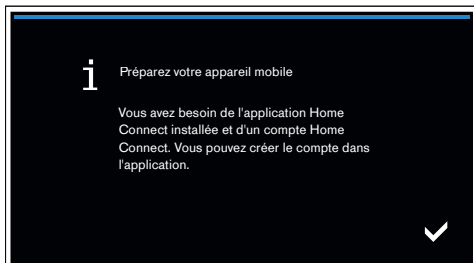 i
Préparez votre appareil mobile
Vous avez besoin de l'application Home
Connect installée et d'un compte Home
Connect. Vous pouvez créer le compte dans
l'application.